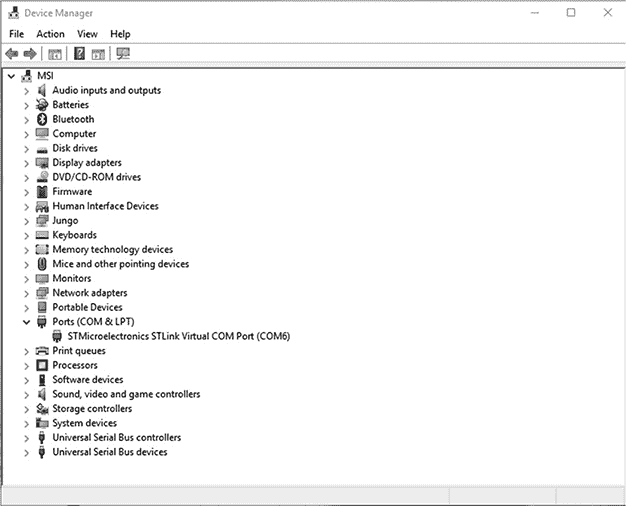 Device Manager
File Action View Help
MSI
Audio inputs and outputs
Batteries
Bluetooth
Computer
Disk drives
Display adapters
DVD/CD-ROM drives
Firmware
Human Interface Devices
Jungo
Keyboards
Memory technology devices
Mice and other pointing devices
Monitors
Network adapters
Portable Devices
Ports (COM & LPT)
STMicroelectronics STLink Virtual COM Port (COM6)
Print queues
Processors
Software devices
Sound, video and game controllers
Storage controllers
System devices
Universal Serial Bus controllers
Universal Serial Bus devices